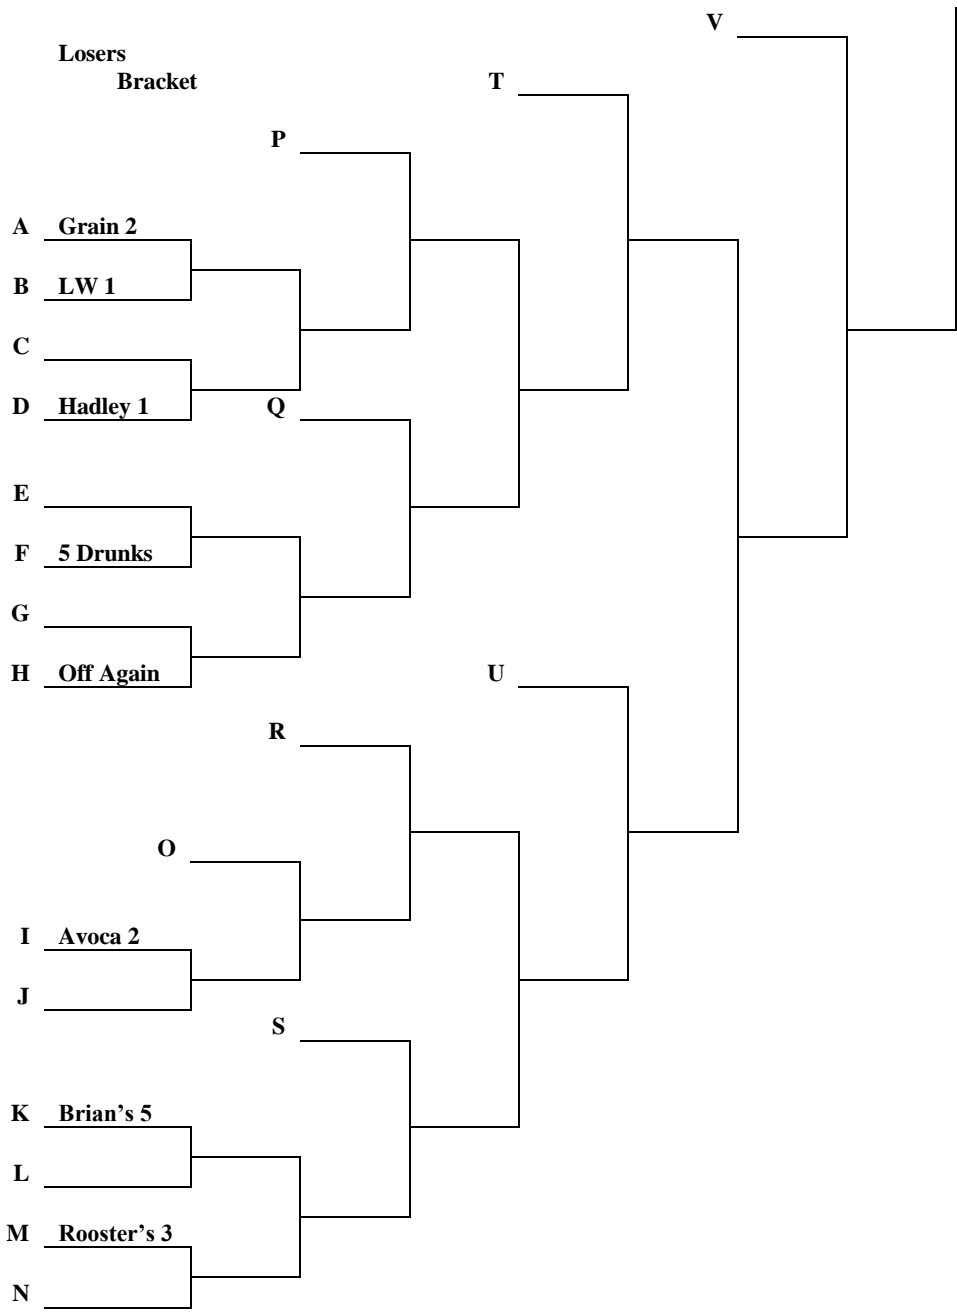 V
Losers
Bracket
T
P
A Grain 2
B LW 1
C
D Hadley 1
Q
E
F 5 Drunks
G
H Off Again
U
R
O
I Avoca 2
J
S
K Brian’s 5
L
M Rooster’s 3
N